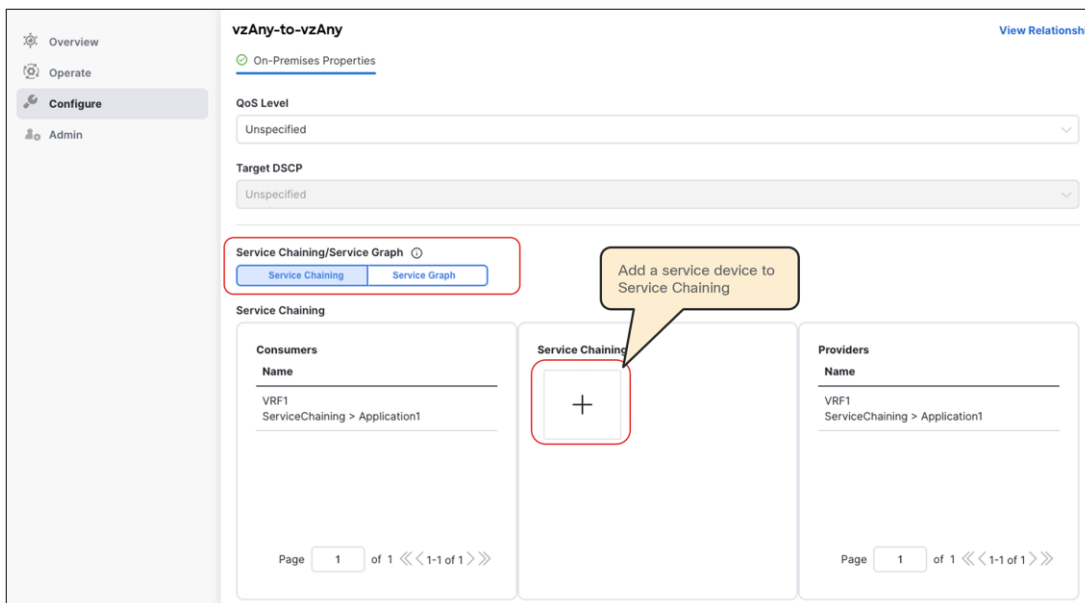 vzAny-to-vzAny
View Relationshi
Overview
Operate
Configure
Admin
On-Premises Properties
QoS Level
Unspecified
Target DSCP
Unspecified
Service Chaining/Service Graph
Service Chaining
Service Graph
Add a service device to
Service Chaining
Service Chaining
Consumers
Name
VRF1
ServiceChaining > Application1
Page 1 of 1 1-1 of 1
Service Chaining
Providers
Name
VRF1
ServiceChaining > Application1
Page 1 of 1 1-1 of 1